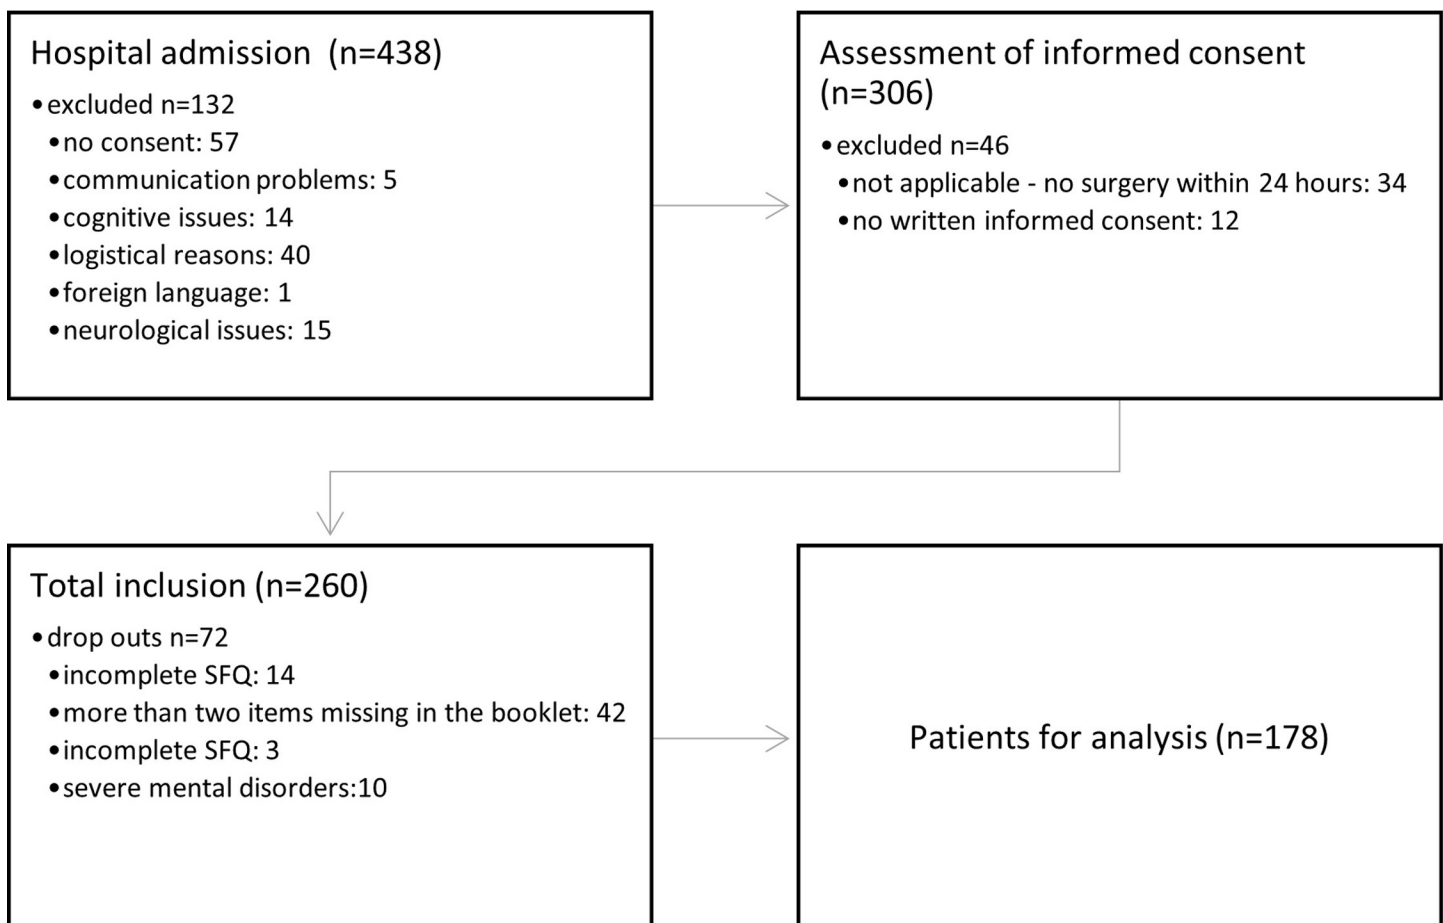 Hospital admission (n=438)
•excluded n=132
•no consent: 57
•communication problems: 5
•cognitive issues: 14
•logistical reasons: 40
•foreign language: 1
•neurological issues: 15
Assessment of informed consent
(n=306)
•excluded n=46
•not applicable - no surgery within 24 hours: 34
•no written informed consent: 12
Total inclusion (n=260)
•drop outs n=72
•incomplete SFQ: 14
•more than two items missing in the booklet: 42
•incomplete SFQ: 3
•severe mental disorders:10
Patients for analysis (n=178)